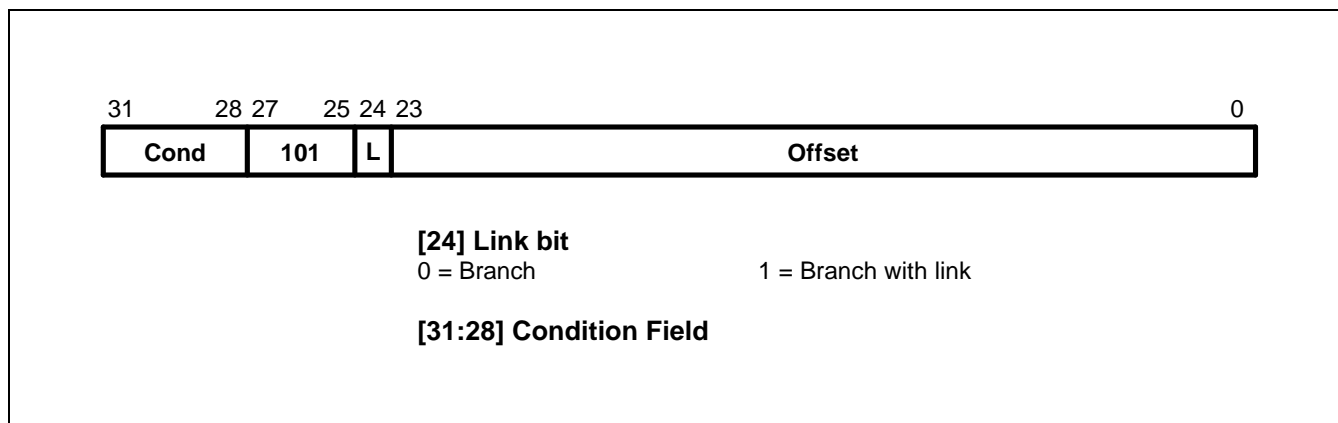 31 28 27 25 24 23 0
Cond 101 L Offset
[24] Link bit
0 = Branch 1 = Branch with link
[31:28] Condition Field